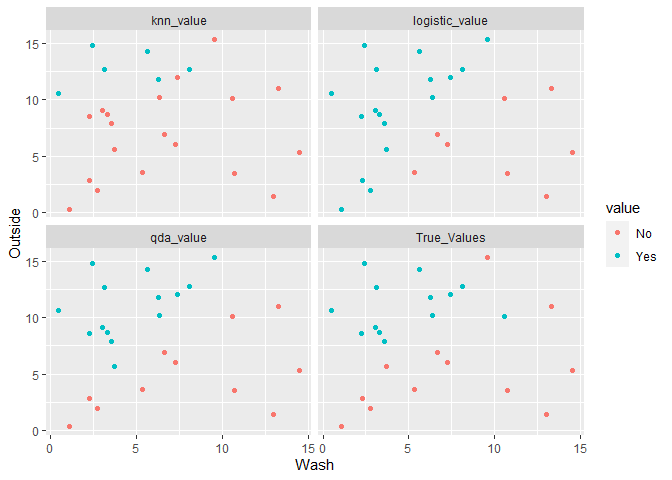 knn_value logistic_value
15
10
5
0
qda_value True_Values
15
10
5
0
0 5 10 15 0 5 10 15
Outside
Wash
value
No
Yes